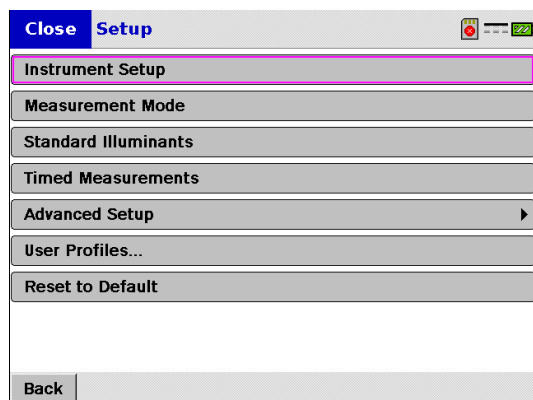 Close Setup
Instrument Setup
Measurement Mode
Standard Illuminants
Timed Measurements
Advanced Setup
User Profiles...
Reset to Default
Back